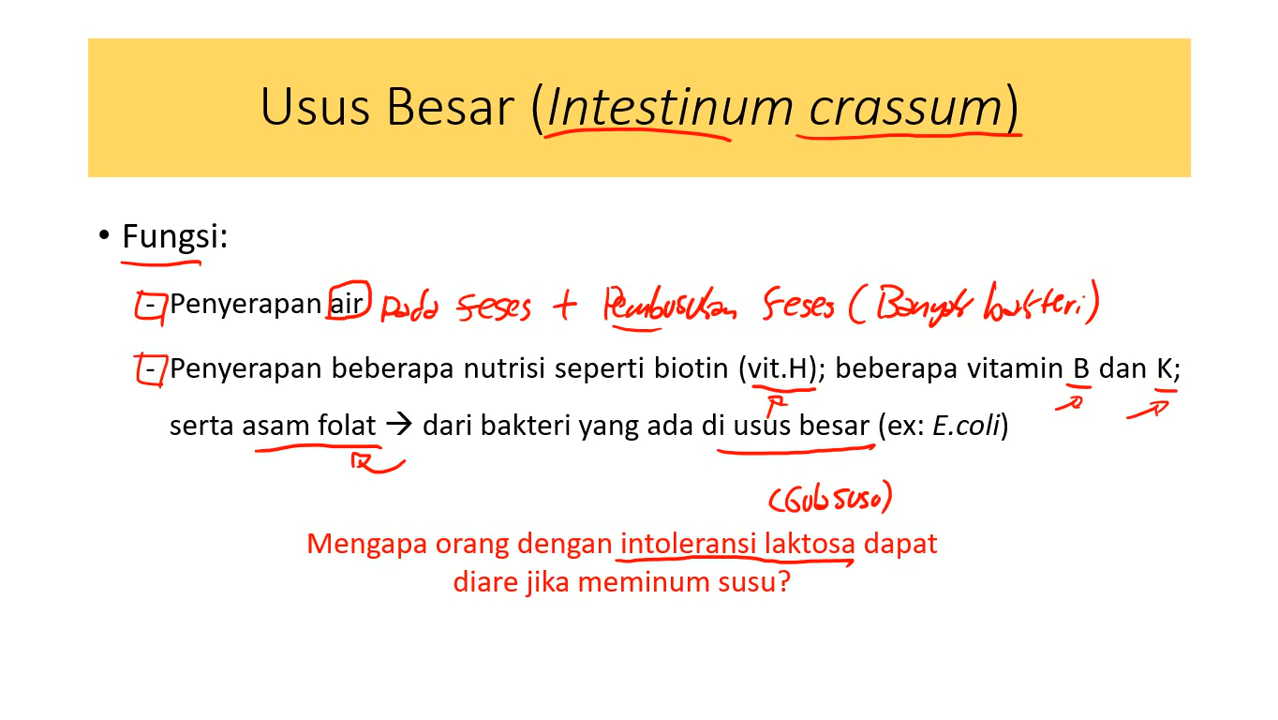 Usus Besar (Intestinum crassum)
• Fungsi:
- Penyerapan air pada feses + Pembusukan feses (Banyak bakteri)
- Penyerapan beberapa nutrisi seperti biotin (vit.H); beberapa vitamin B dan K;
serta asam folat → dari bakteri yang ada di usus besar (ex: E.coli)
Mengapa orang dengan intoleransi laktosa dapat
diare jika meminum susu?